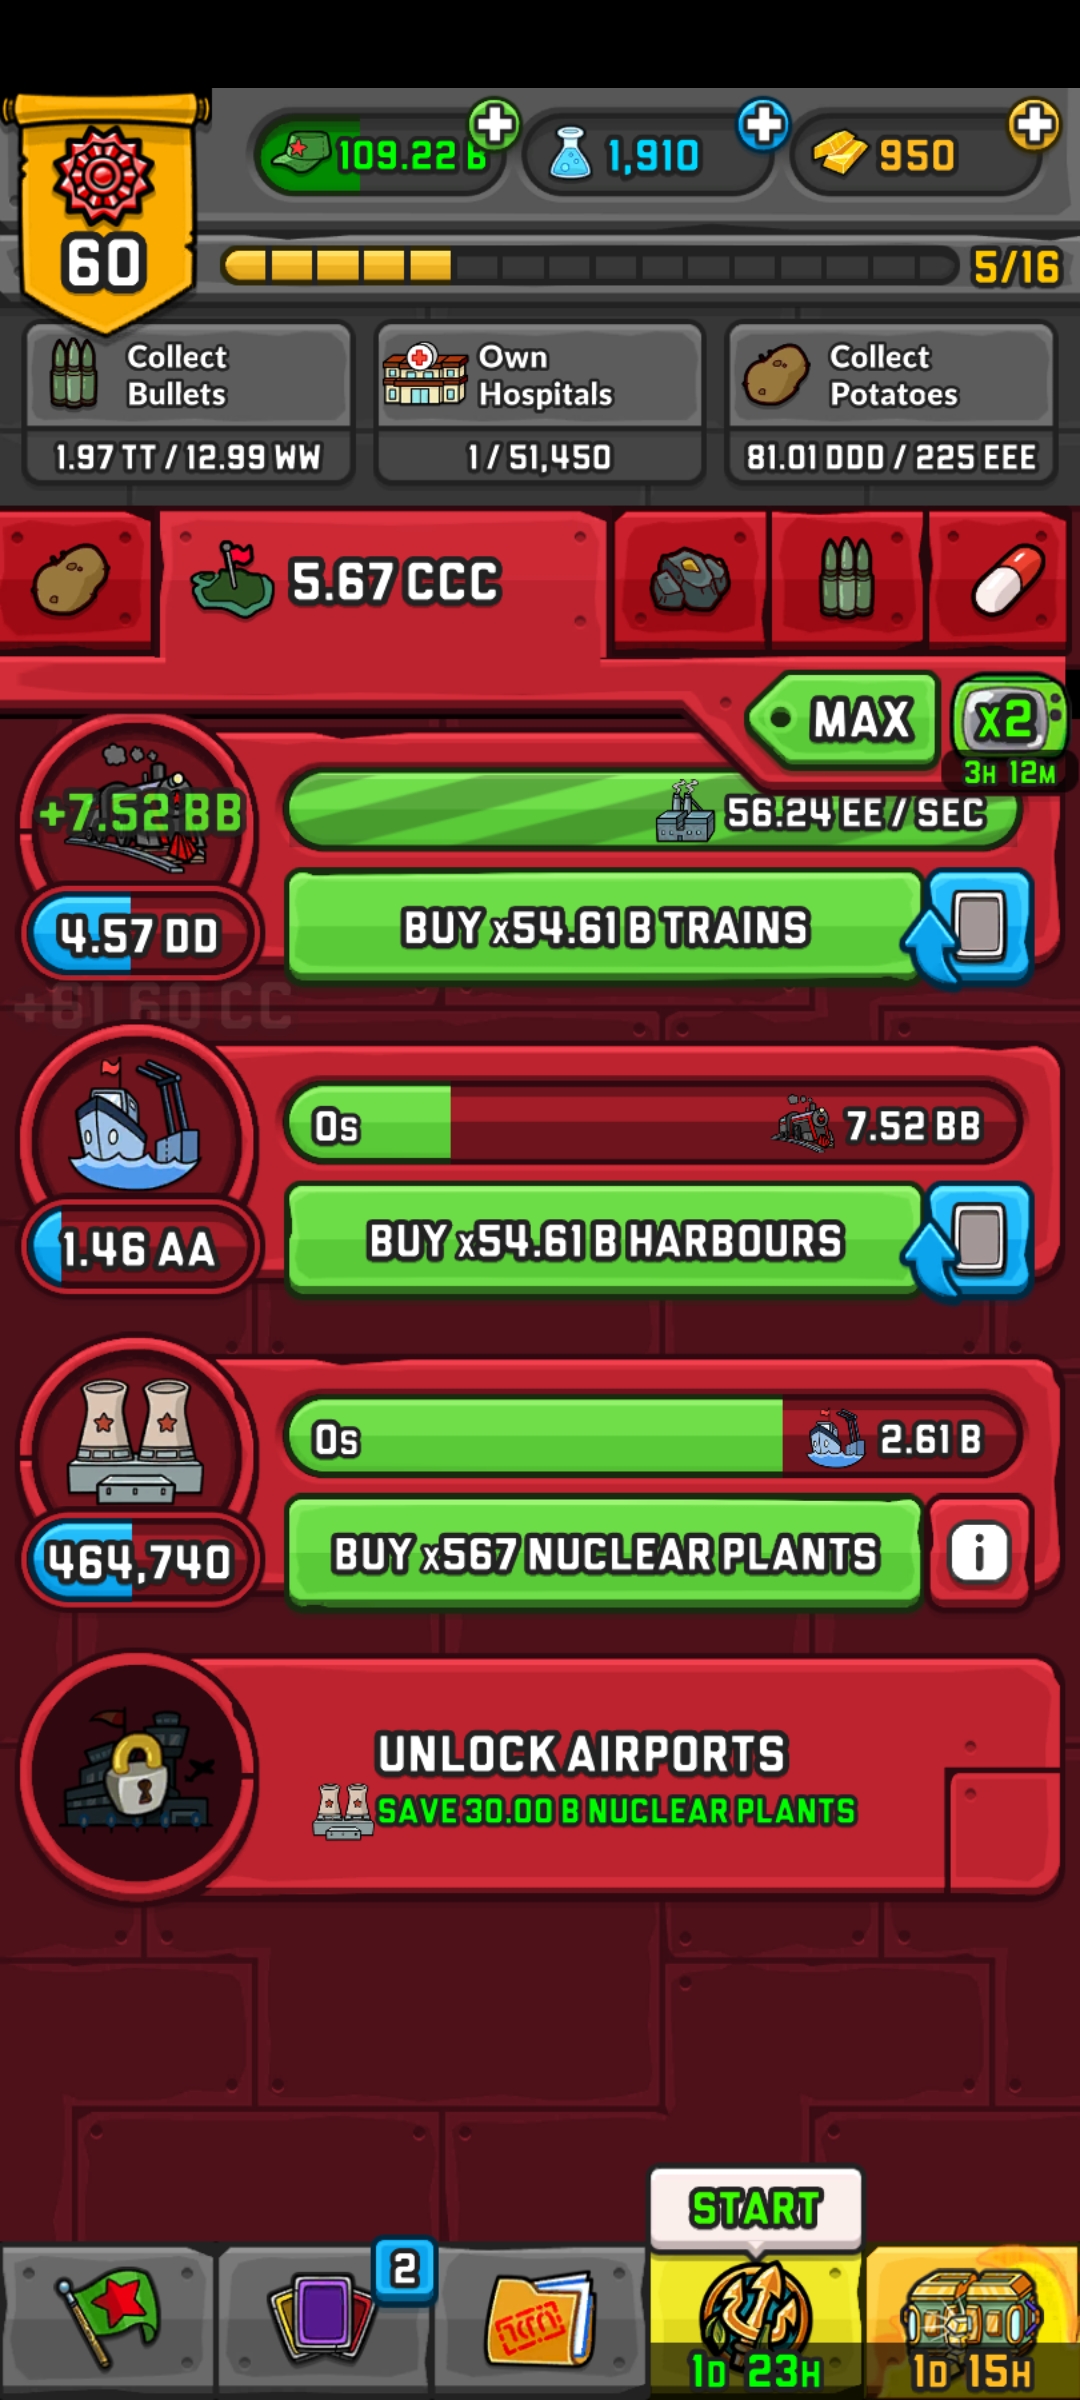 109.22 B
1,910
950
60
5/16
Collect
Bullets
1.97 TT / 12.99 WW
Own
Hospitals
1 / 51,450
Collect
Potatoes
81.01 DDD / 225 EEE
5.67 CCC
MAX
x2
3H 12M
+7.52 BB
56.24 EE / SEC
4.57 DD
BUY x54.61 B TRAINS
+61.60 CC
0s
7.52 BB
1.46 AA
BUY x54.61 B HARBOURS
0s
2.61 B
464,740
BUY x567 NUCLEAR PLANTS
i
UNLOCK AIRPORTS
SAVE 30.00 B NUCLEAR PLANTS
START
2
1D 23H
1D 15H